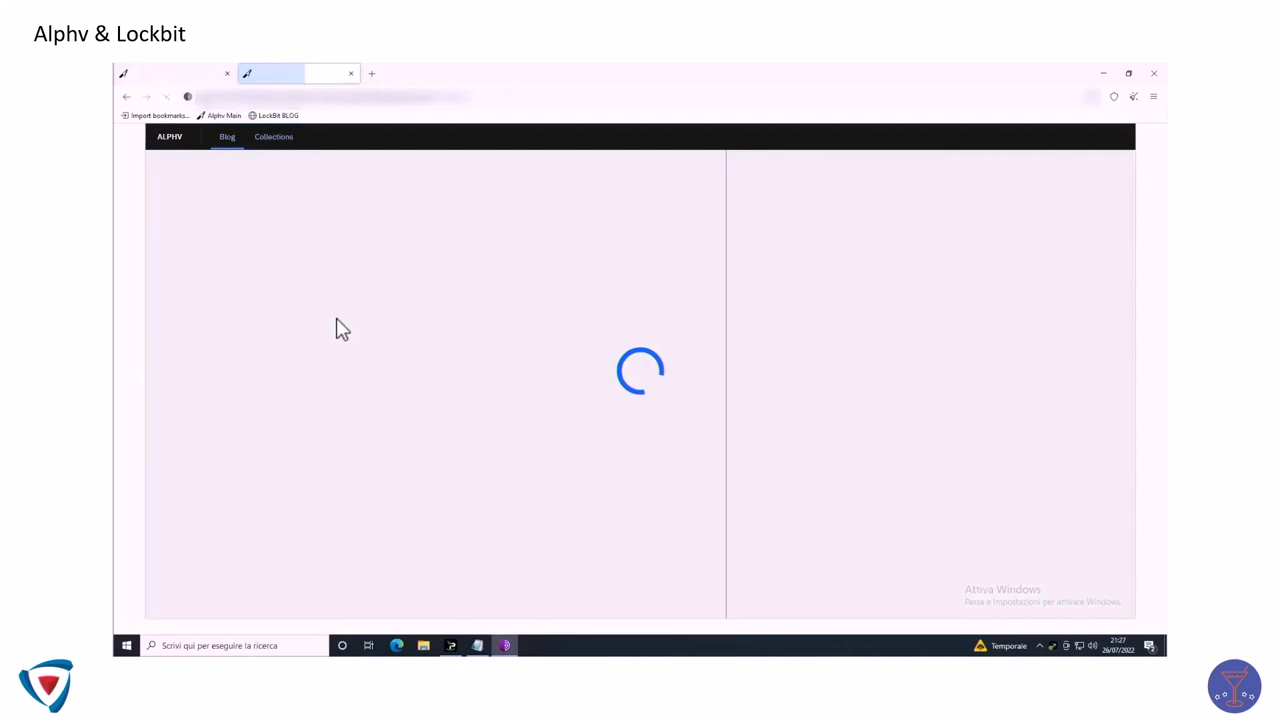 Alphv & Lockbit
Import bookmarks... Alphv Main LockBit BLOG
ALPHV Blog Collections
Attiva Windows
Passa a impostazioni per attivare Windows.
Scrivi qui per eseguire la ricerca
Temporale
21:27
26/07/2022